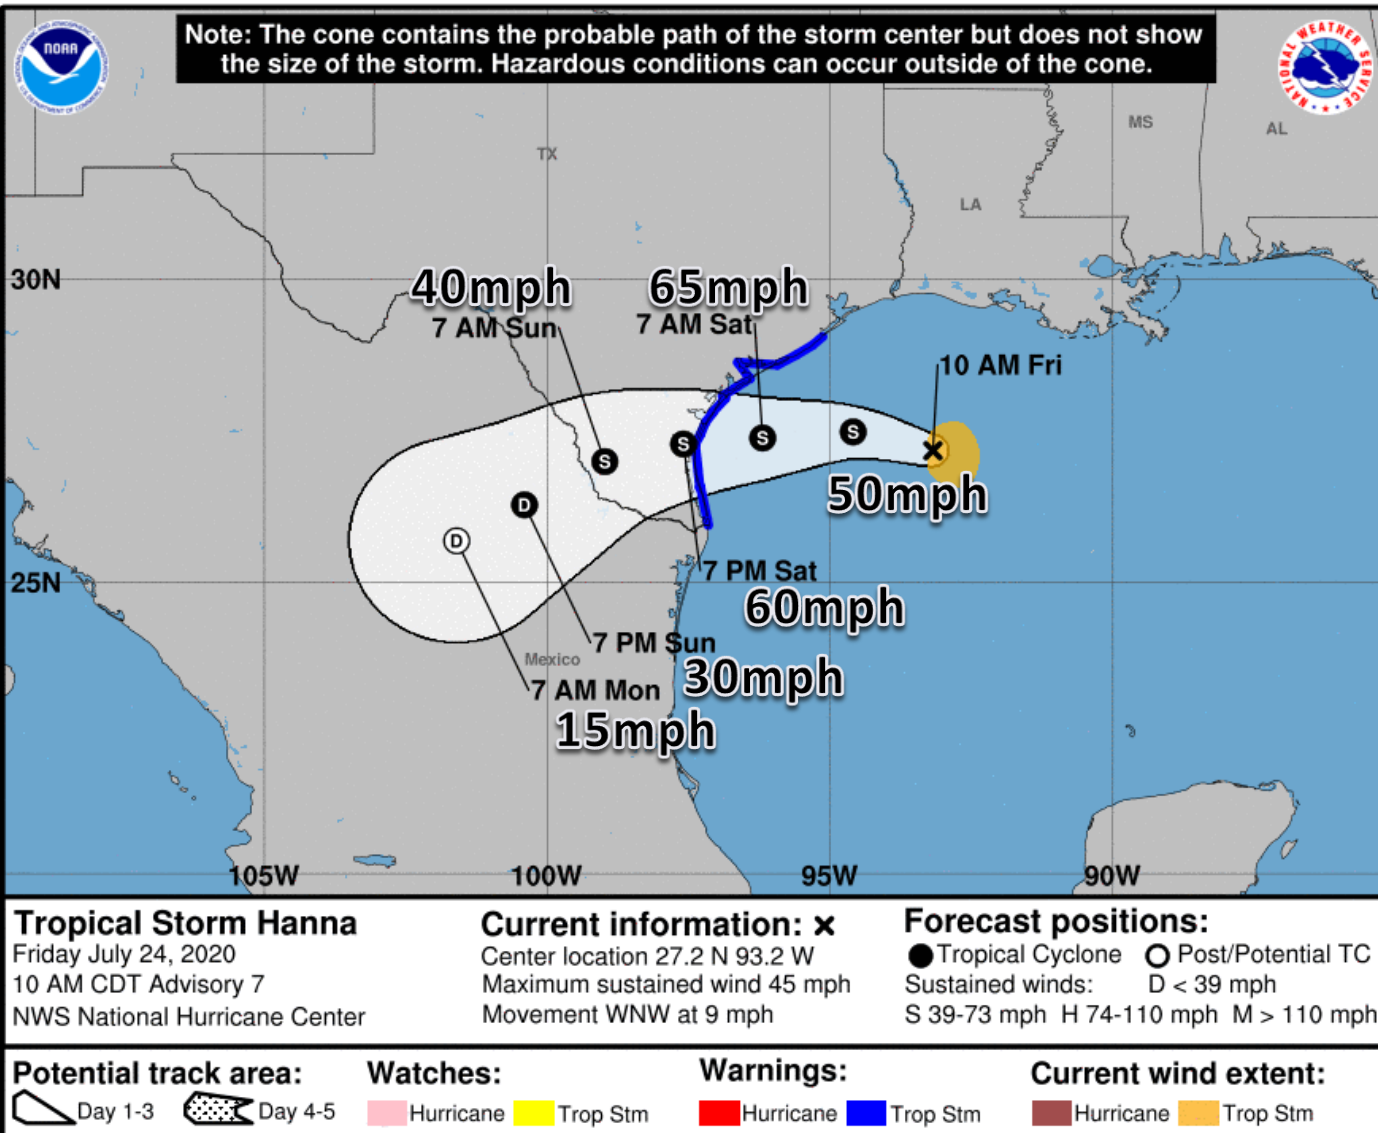 Note: The cone contains the probable path of the storm center but does not show
the size of the storm. Hazardous conditions can occur outside of the cone.
NOAA
NATIONAL WEATHER SERVICE
MS
AL
TX
LA
30N
40mph
65mph
7 AM Sun
7 AM Sat
10 AM Fri
S
S
S
S
50mph
D
D
25N
7 PM Sat
60mph
7 PM Sun
Mexico
30mph
7 AM Mon
15mph
105W
100W
95W
90W
Tropical Storm Hanna
Friday July 24, 2020
10 AM CDT Advisory 7
NWS National Hurricane Center
Current information: ×
Center location 27.2 N 93.2 W
Maximum sustained wind 45 mph
Movement WNW at 9 mph
Forecast positions:
Tropical Cyclone Post/Potential TC
Sustained winds: D < 39 mph
S 39-73 mph H 74-110 mph M > 110 mph
Potential track area:
Day 1-3 Day 4-5
Watches:
Hurricane Trop Stm
Warnings:
Hurricane Trop Stm
Current wind extent:
Hurricane Trop Stm